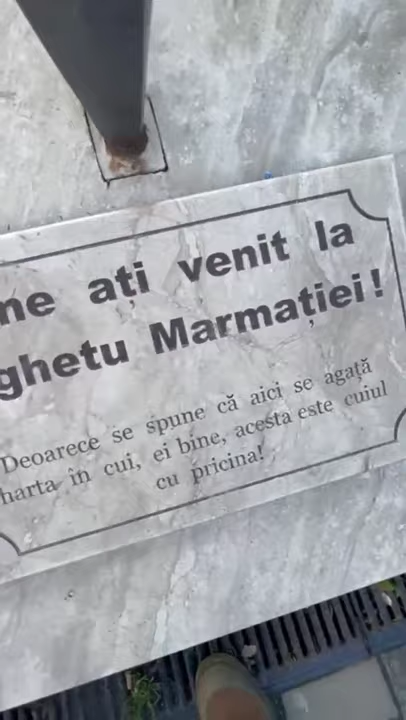 ne ați venit la
ghetu Marmației!
Deoarece se spune că aici se agață
harta în cui, ei bine, acesta este cuiul
cu pricina!